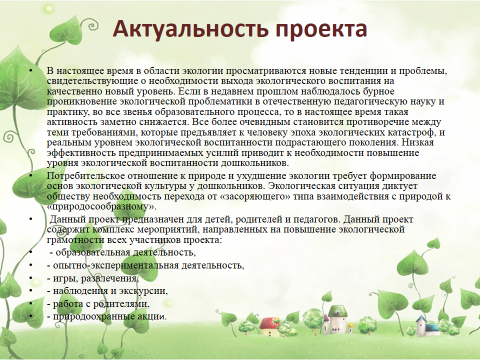 Актуальность проекта
• В настоящее время в области экологии просматриваются новые тенденции и проблемы,
свидетельствующие о необходимости выхода экологического воспитания на
качественно новый уровень. Если в недавнем прошлом наблюдалось бурное
проникновение экологической проблематики в отечественную педагогическую науку и
практику, во все звенья образовательного процесса, то в настоящее время такая
активность заметно снижается. Все более очевидным становится противоречие между
теми требованиями, которые предъявляет к человеку эпоха экологических катастроф, и
реальным уровнем экологической воспитанности подрастающего поколения. Низкая
эффективность предпринимаемых усилий приводит к необходимости повышение
уровня экологической воспитанности дошкольников.
• Потребительское отношение к природе и ухудшение экологии требует формирование
основ экологической культуры у дошкольников. Экологическая ситуация диктует
обществу необходимость перехода от «засоряющего» типа взаимодействия с природой к
«природосообразному».
• Данный проект предназначен для детей, родителей и педагогов. Данный проект
содержит комплекс мероприятий, направленных на повышение экологической
грамотности всех участников проекта:
• - образовательная деятельность,
• - опытно-экспериментальная деятельность,
• - игры, развлечения,
• - наблюдения и экскурсии,
• - работа с родителями,
• - природоохранные акции.